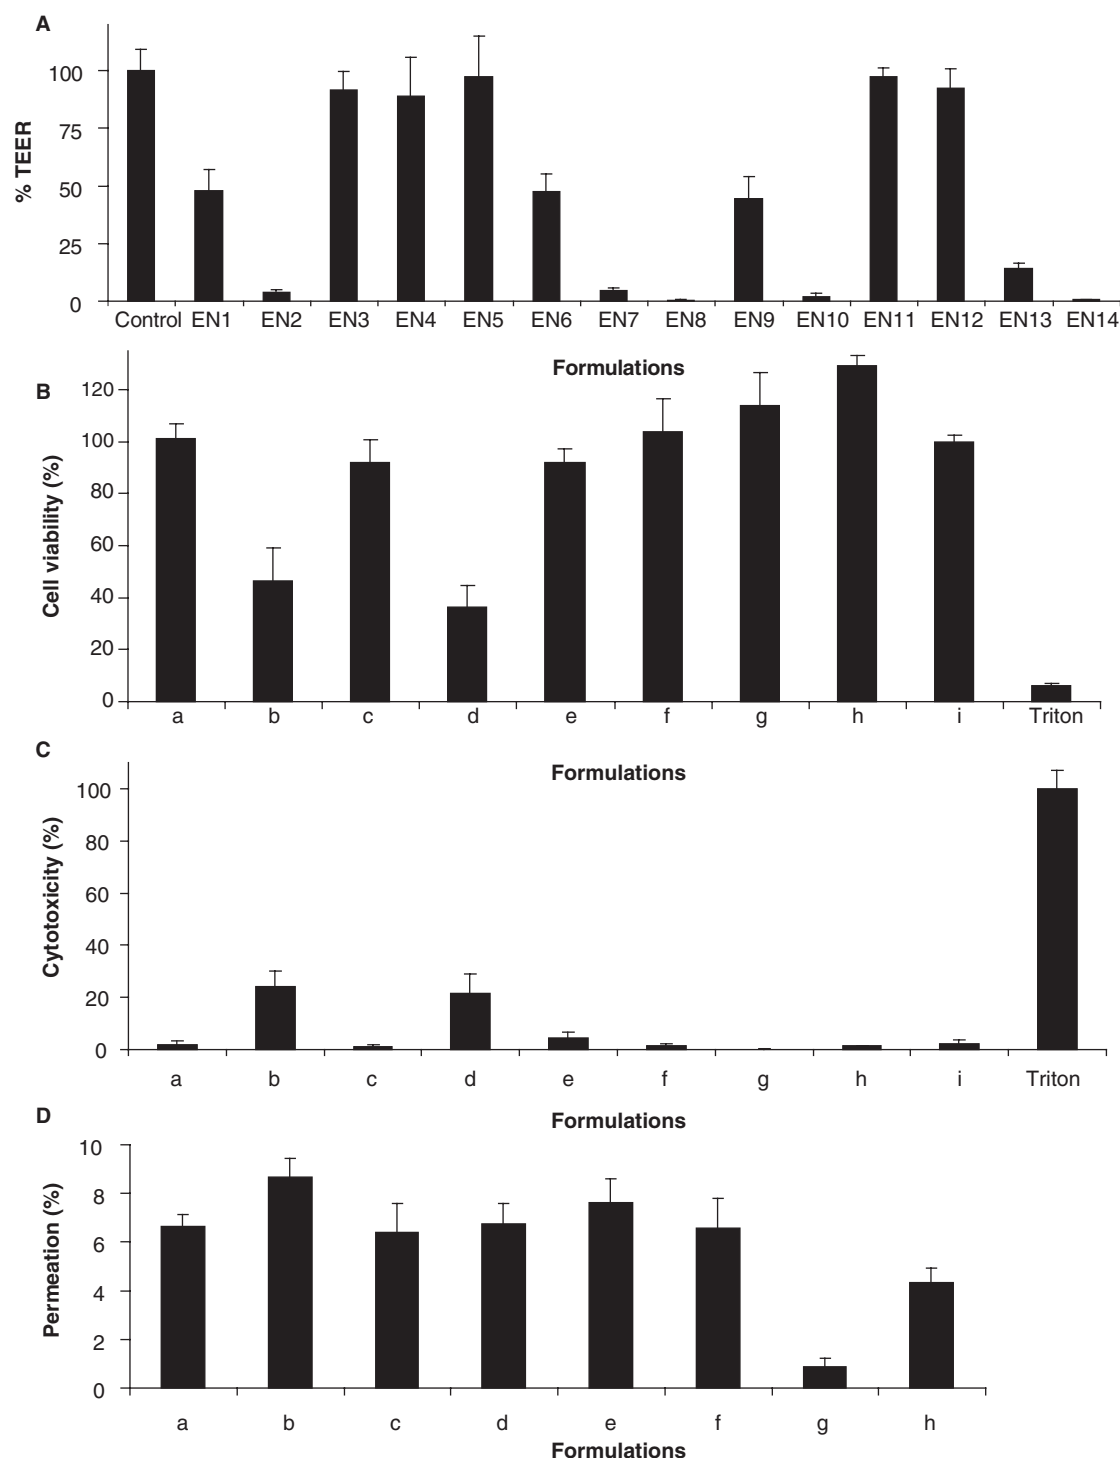 A
% TEER
100
75
50
25
0
Control EN1 EN2 EN3 EN4 EN5 EN6 EN7 EN8 EN9 EN10 EN11 EN12 EN13 EN14
Formulations
B
Cell viability (%)
120
100
80
60
40
20
0
a b c d e f g h i Triton
Formulations
C
Cytotoxicity (%)
100
80
60
40
20
0
a b c d e f g h i Triton
Formulations
D
Permeation (%)
10
8
6
4
2
0
a b c d e f g h
Formulations